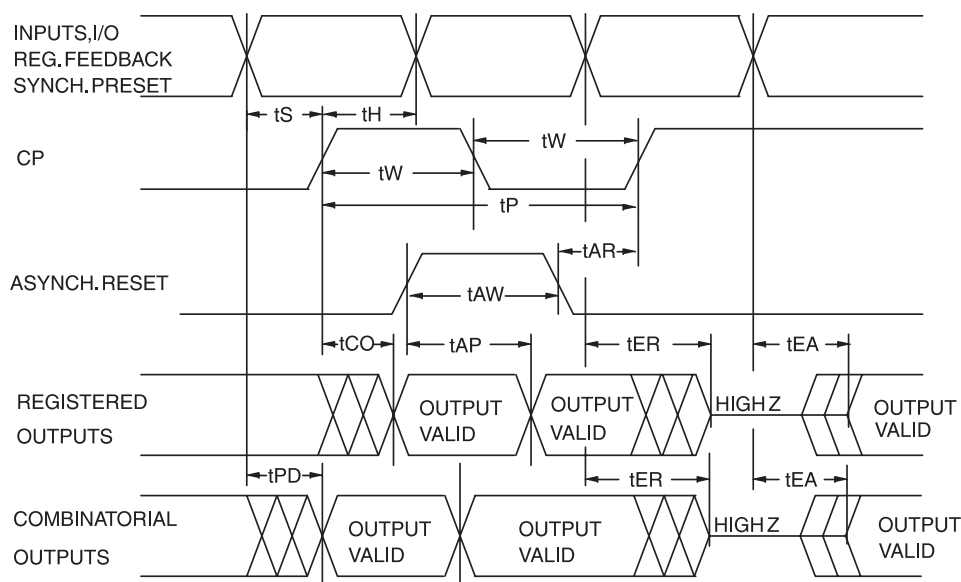 INPUTS,I/O
REG.FEEDBACK
SYNCH.PRESET
tS
tH
tW
CP
tW
tP
tAR
ASYNCH.RESET
tAW
tCO
tAP
tER
tEA
REGISTERED
OUTPUTS
OUTPUT
VALID
OUTPUT
VALID
HIGH Z
OUTPUT
VALID
tPD
tER
tEA
COMBINATORIAL
OUTPUTS
OUTPUT
VALID
OUTPUT
VALID
HIGH Z
OUTPUT
VALID